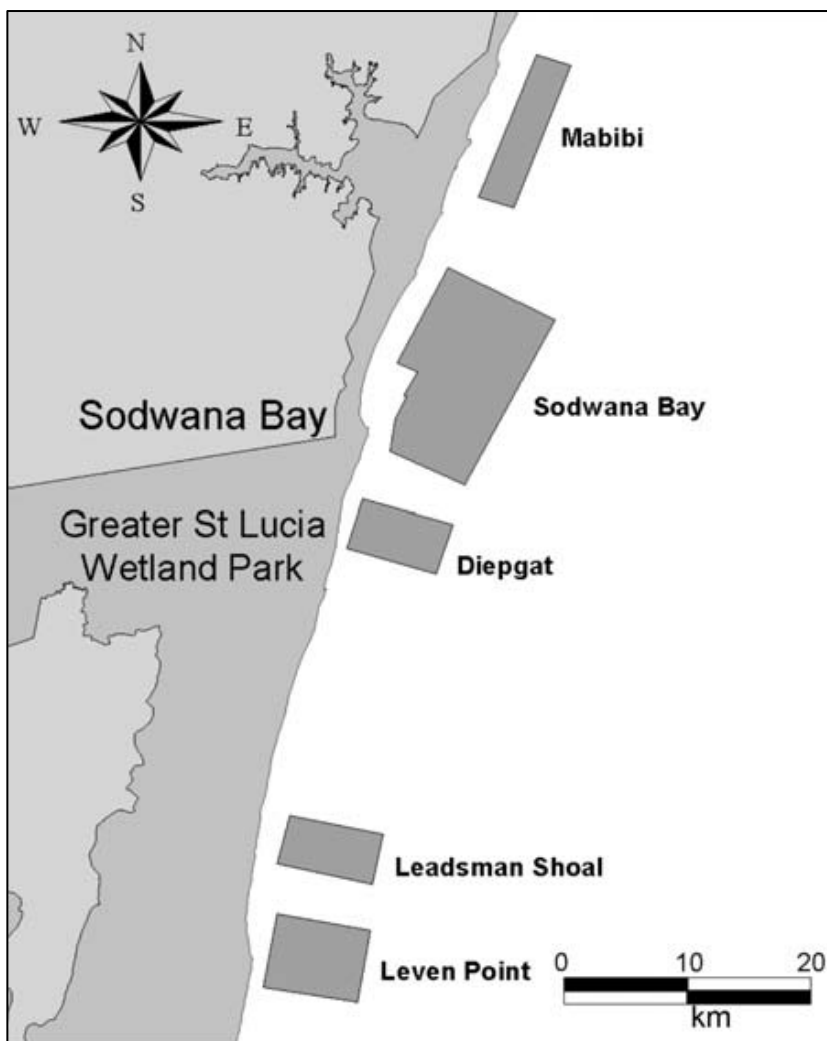 N
W
E
S
Mabibi
Sodwana Bay
Sodwana Bay
Greater St Lucia
Wetland Park
Diepgat
Leadsman Shoal
Leven Point
0 10 20
km